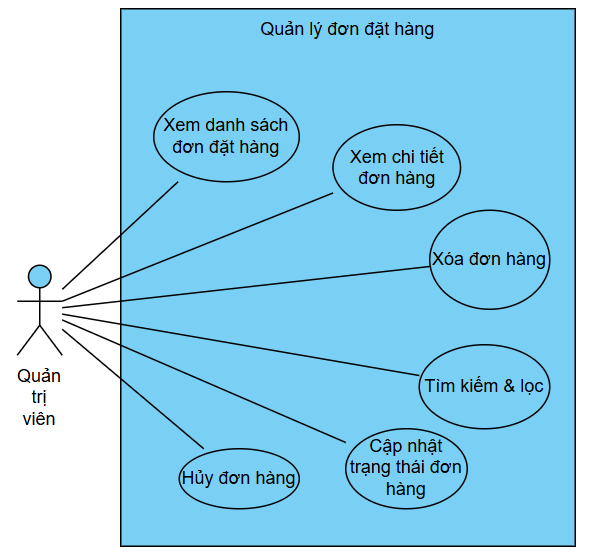 Quản lý đơn đặt hàng
Xem danh sách
đơn đặt hàng
Xem chi tiết
đơn hàng
Xóa đơn hàng
Quản
trị
viên
Tìm kiếm & lọc
Cập nhật
trạng thái đơn
hàng
Hủy đơn hàng